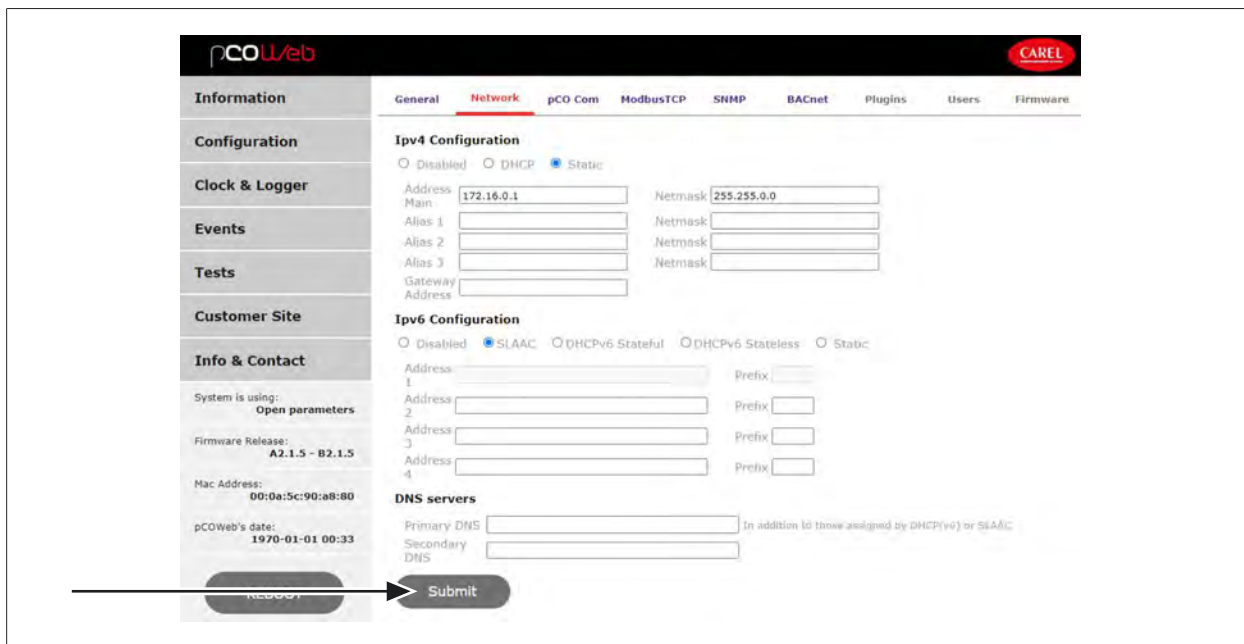 pCOWeb
CAREL
Information
Configuration
Clock & Logger
Events
Tests
Customer Site
Info & Contact
System is using:
Open parameters
Firmware Release:
A2.1.5 - B2.1.5
Mac Address:
00:0a:5c:90:a8:80
pCOWeb's date:
1970-01-01 00:33
REBOOT
General Network pCO Com ModbusTCP SNMP BACnet Plugins Users Firmware
Ipv4 Configuration
Disabled DHCP Static
Address Main 172.16.0.1 Netmask 255.255.0.0
Alias 1 Netmask
Alias 2 Netmask
Alias 3 Netmask
Gateway Address
Ipv6 Configuration
Disabled SLAAC DHCPv6 Stateful DHCPv6 Stateless Static
Address 1 Prefix
Address 2 Prefix
Address 3 Prefix
Address 4 Prefix
DNS servers
Primary DNS In addition to those assigned by DHCP(v6) or SLAAC
Secondary DNS
Submit